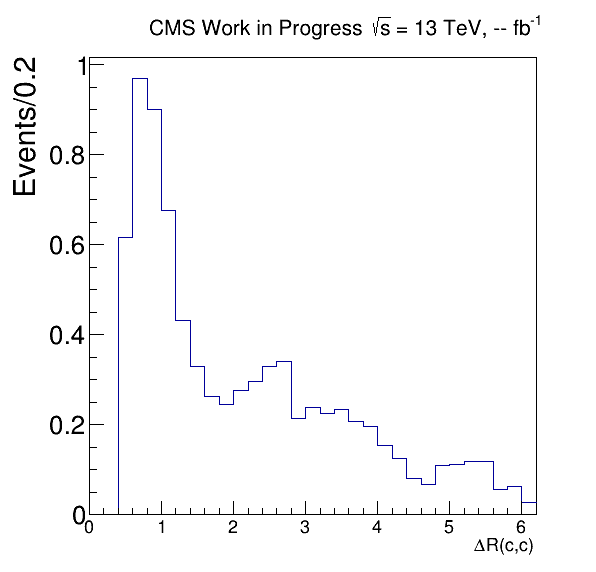 CMS Work in Progress √s = 13 TeV, -- fb⁻¹
Events/0.2
1
0.8
0.6
0.4
0.2
0
0 1 2 3 4 5 6
ΔR(c,c)